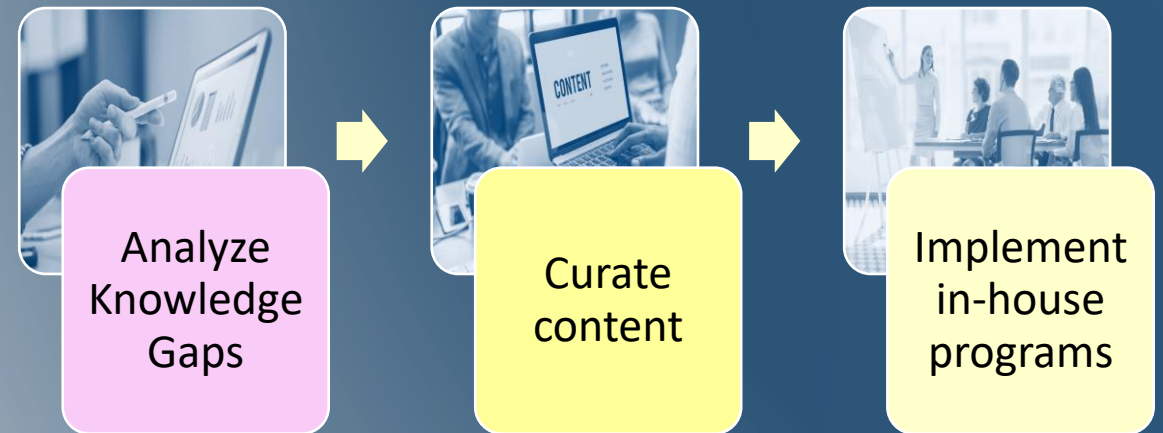 CONTENT
Analyze
Knowledge
Gaps
Curate
content
Implement
in-house
programs